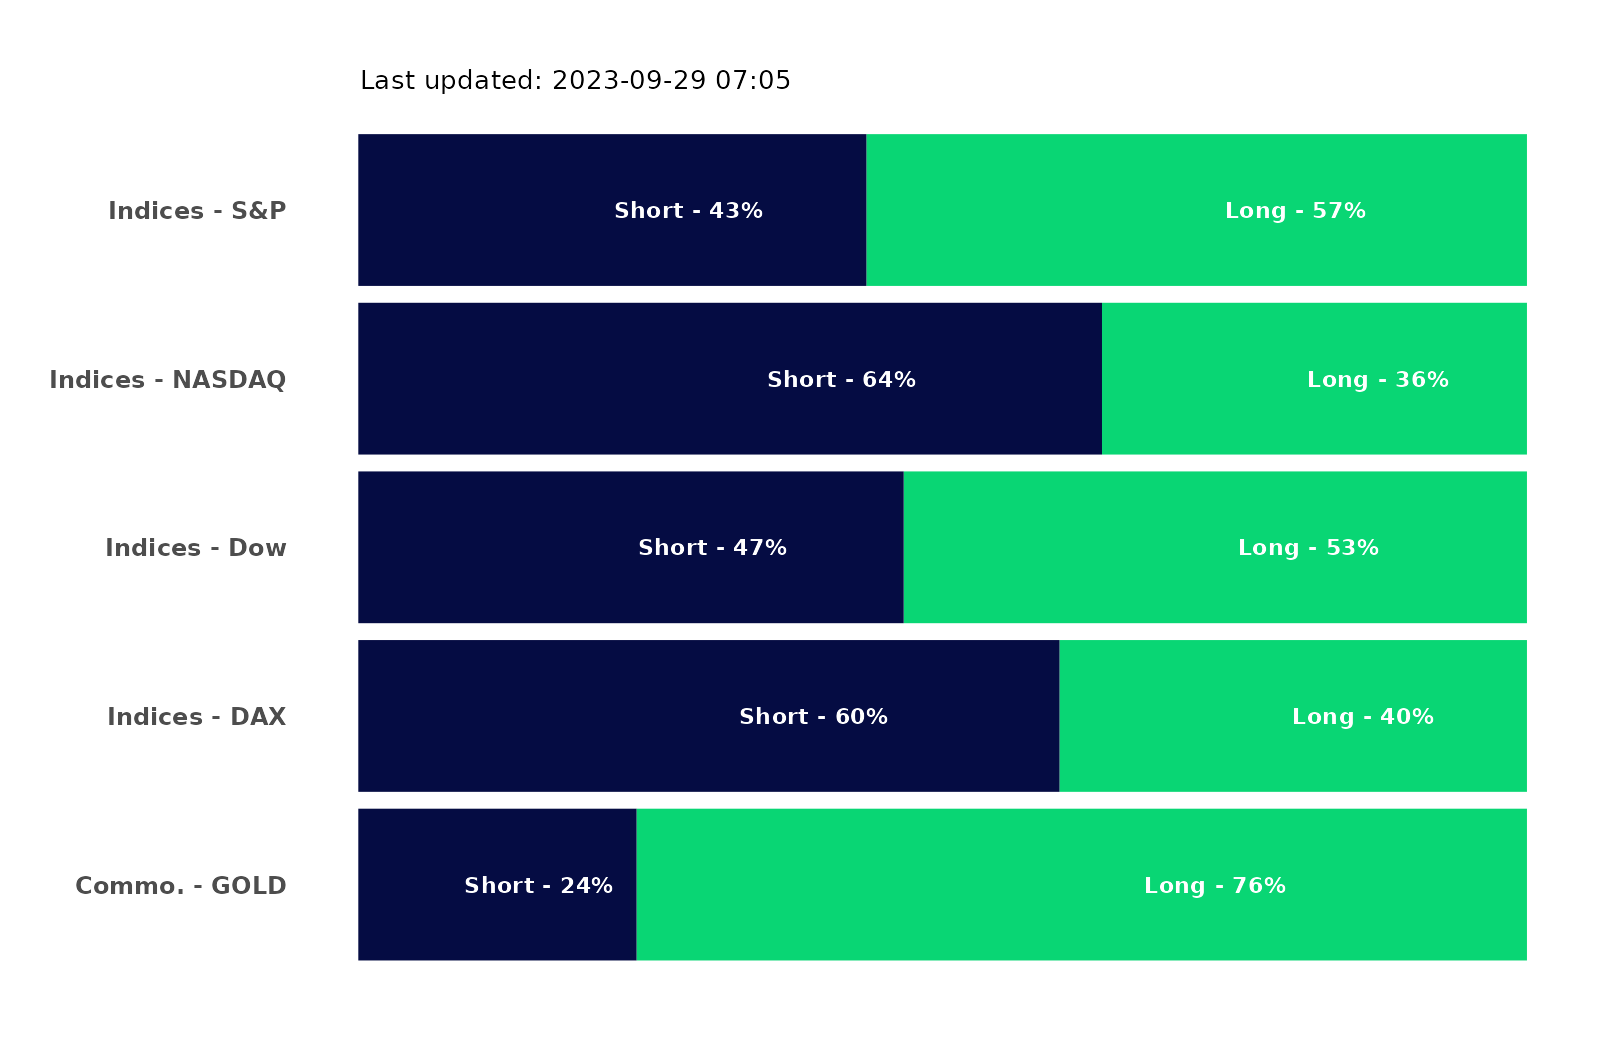 Last updated: 2023-09-29 07:05
Indices - S&P Short - 43% Long - 57%
Indices - NASDAQ Short - 64% Long - 36%
Indices - Dow Short - 47% Long - 53%
Indices - DAX Short - 60% Long - 40%
Commo. - GOLD Short - 24% Long - 76%